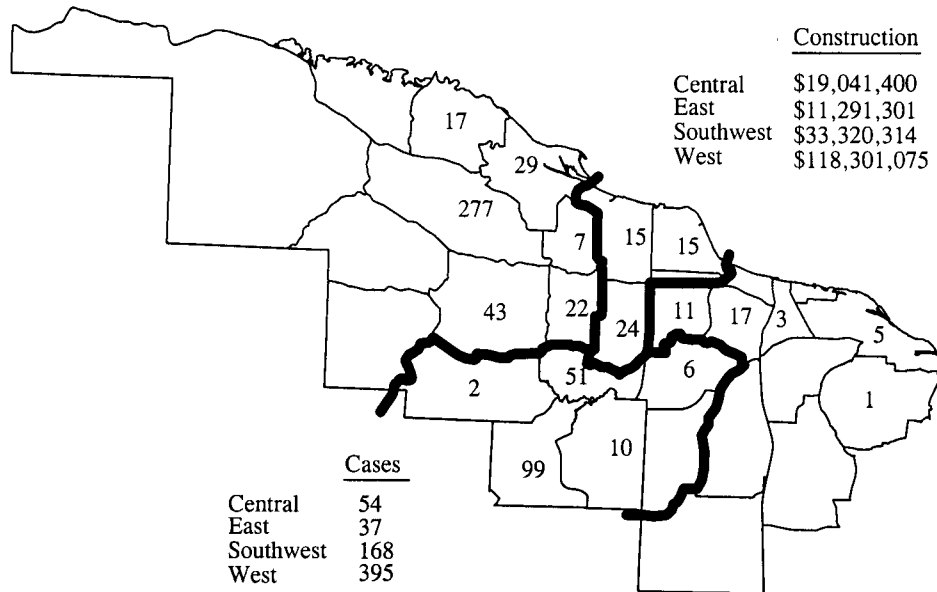 Construction
Central $19,041,400
East $11,291,301
Southwest $33,320,314
West $118,301,075
17
29
277
7
15
15
43
22
24
11
17
3
5
2
51
6
1
99
10
Cases
Central 54
East 37
Southwest 168
West 395